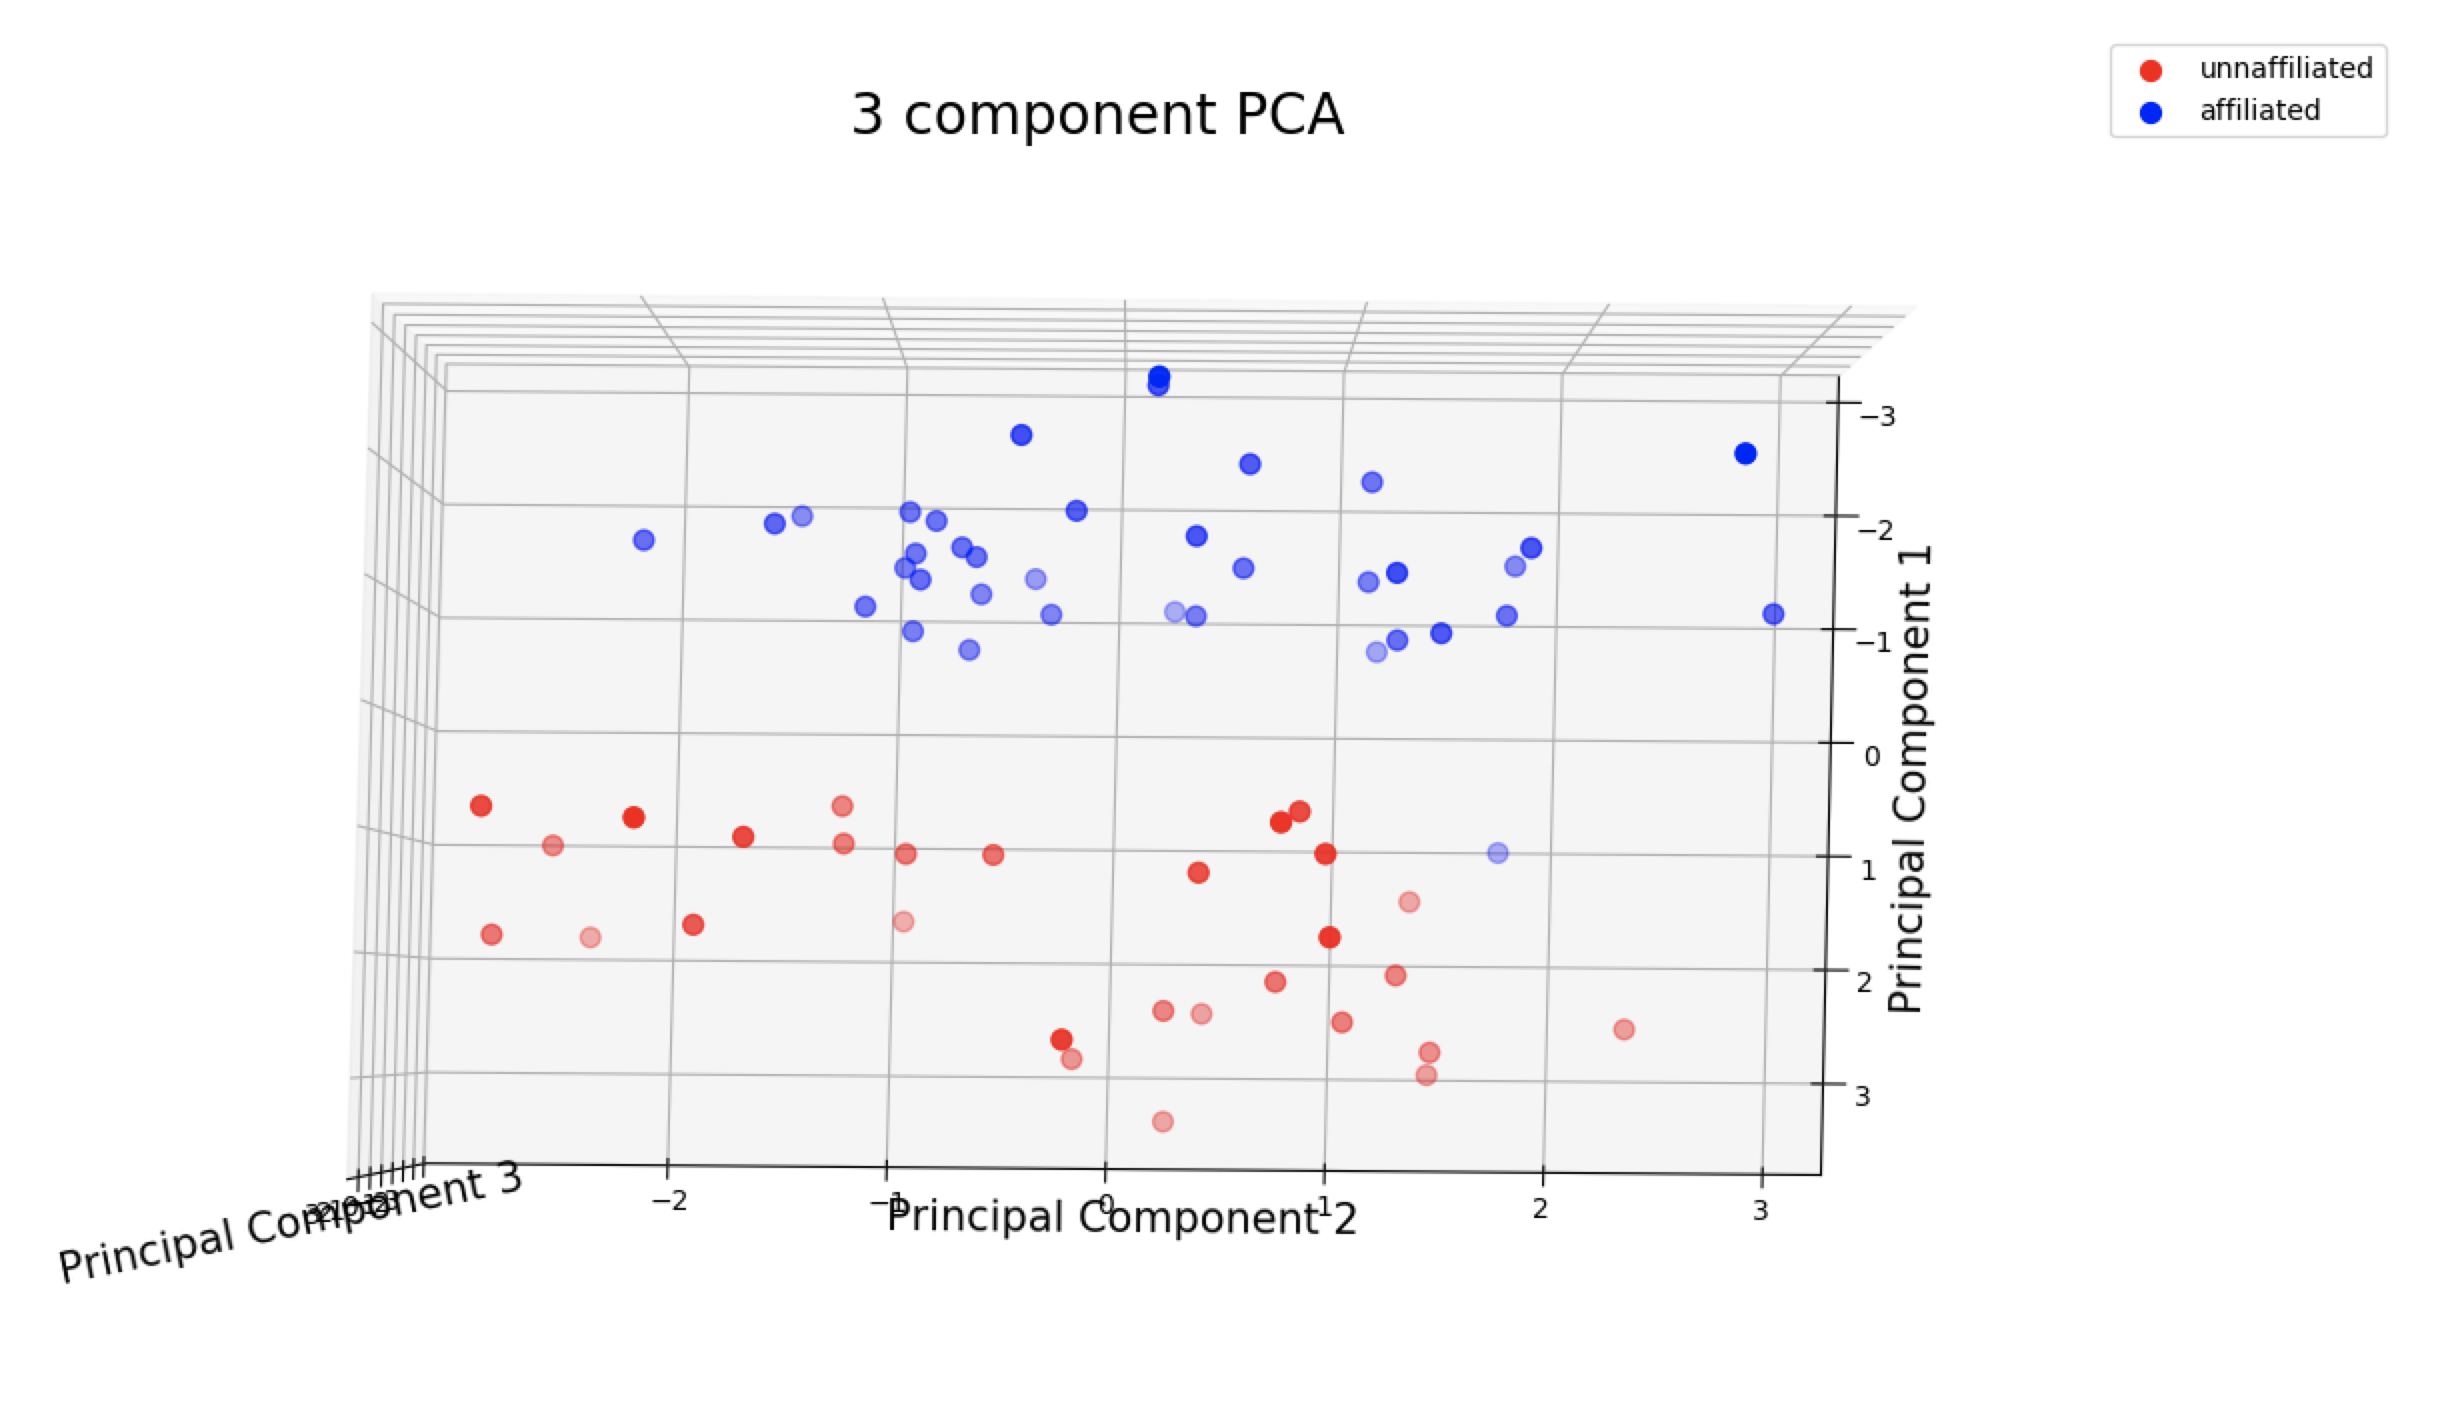 unnaffiliated
affiliated
3 component PCA
−3
−2
−1
0
1
2
3
Principal Component 1
−2
−1
0
1
2
3
Principal Component 2
Principal Component 3